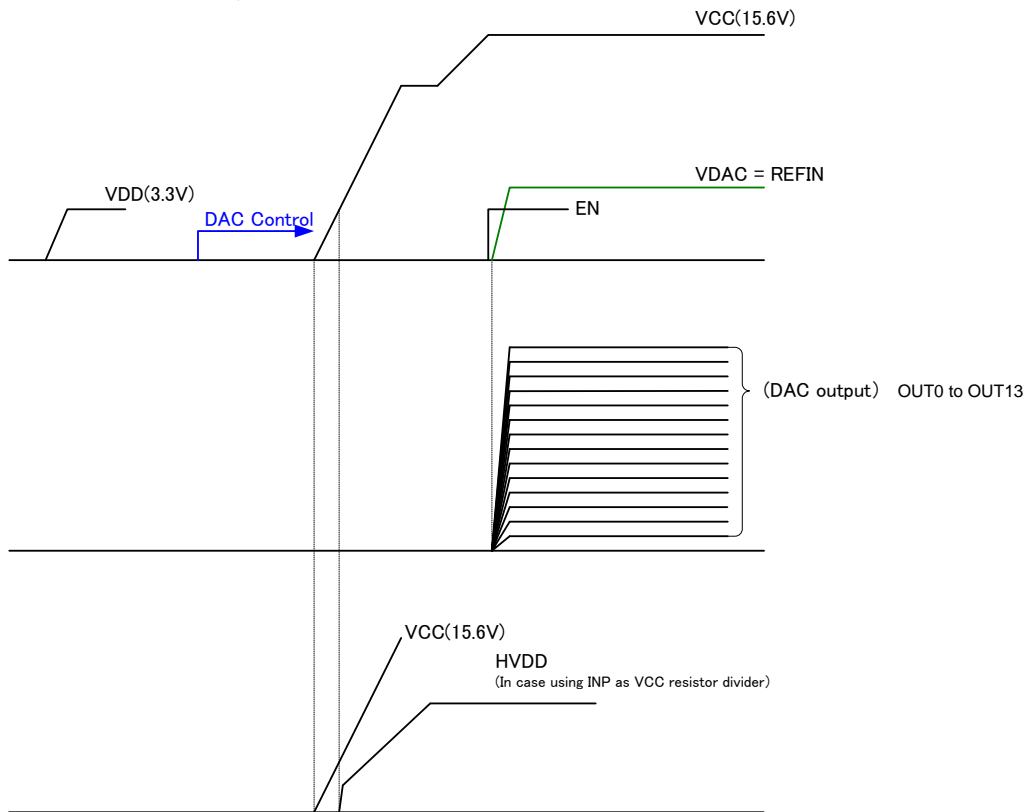 VCC(15.6V)
VDD(3.3V)
VDAC = REFIN
DAC Control
EN
(DAC output) OUT0 to OUT13
VCC(15.6V)
HVDD
(In case using INP as VCC resistor divider)